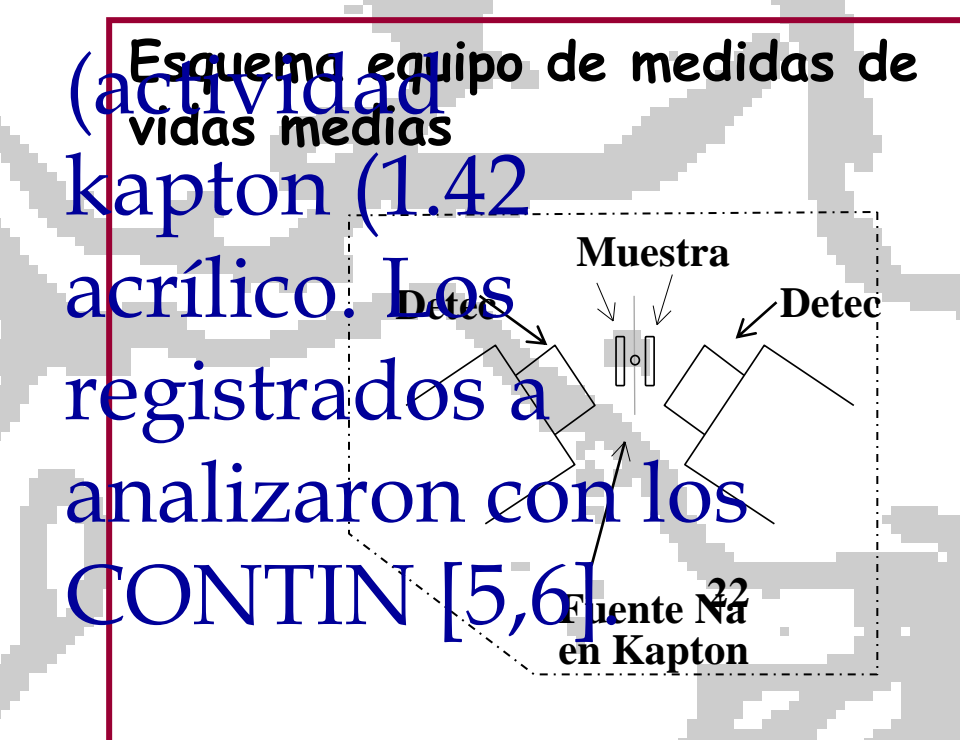 Esquema equipo de medidas de
vidas medias
(actividad
kapton (1.42
acrílico. Los
registrados a
analizaron con los
CONTIN [5,6].
Muestra
Detec
Detec
22
Fuente Na
en Kapton